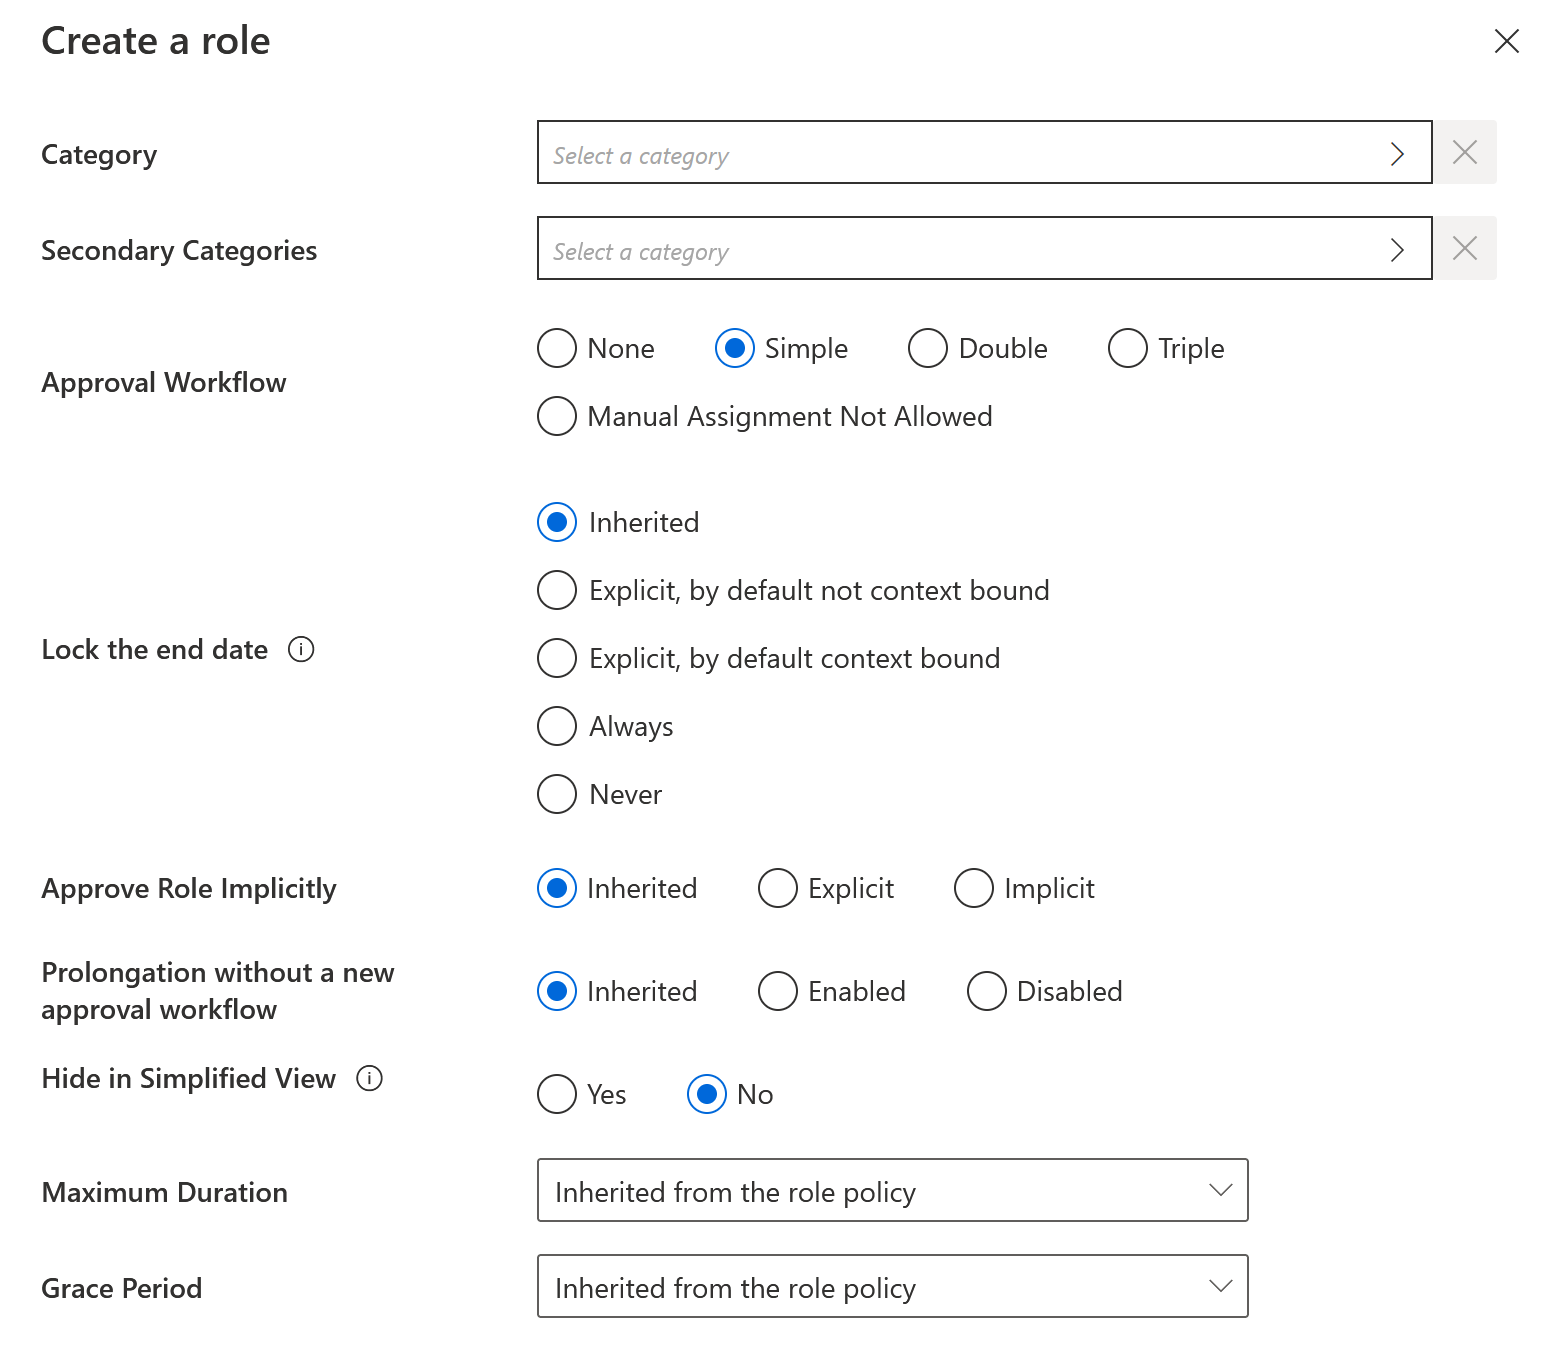 Create a role
Category
Select a category
Secondary Categories
Select a category
Approval Workflow
None Simple Double Triple
Manual Assignment Not Allowed
Lock the end date
Inherited
Explicit, by default not context bound
Explicit, by default context bound
Always
Never
Approve Role Implicitly
Inherited Explicit Implicit
Prolongation without a new
approval workflow
Inherited Enabled Disabled
Hide in Simplified View
Yes No
Maximum Duration
Inherited from the role policy
Grace Period
Inherited from the role policy